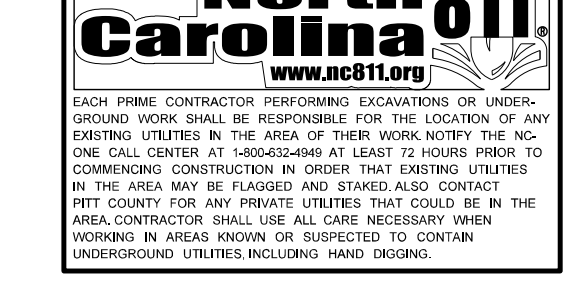 North
Carolina 811®
www.nc811.org
EACH PRIME CONTRACTOR PERFORMING EXCAVATIONS OR UNDER-
GROUND WORK SHALL BE RESPONSIBLE FOR THE LOCATION OF ANY
EXISTING UTILITIES IN THE AREA OF THEIR WORK. NOTIFY THE NC-
ONE CALL CENTER AT 1-800-632-4949 AT LEAST 72 HOURS PRIOR TO
COMMENCING CONSTRUCTION IN ORDER THAT EXISTING UTILITIES
IN THE AREA MAY BE FLAGGED AND STAKED. ALSO CONTACT
PITT COUNTY FOR ANY PRIVATE UTILITIES THAT COULD BE IN THE
AREA. CONTRACTOR SHALL USE ALL CARE NECESSARY WHEN
WORKING IN AREAS KNOWN OR SUSPECTED TO CONTAIN
UNDERGROUND UTILITIES, INCLUDING HAND DIGGING.